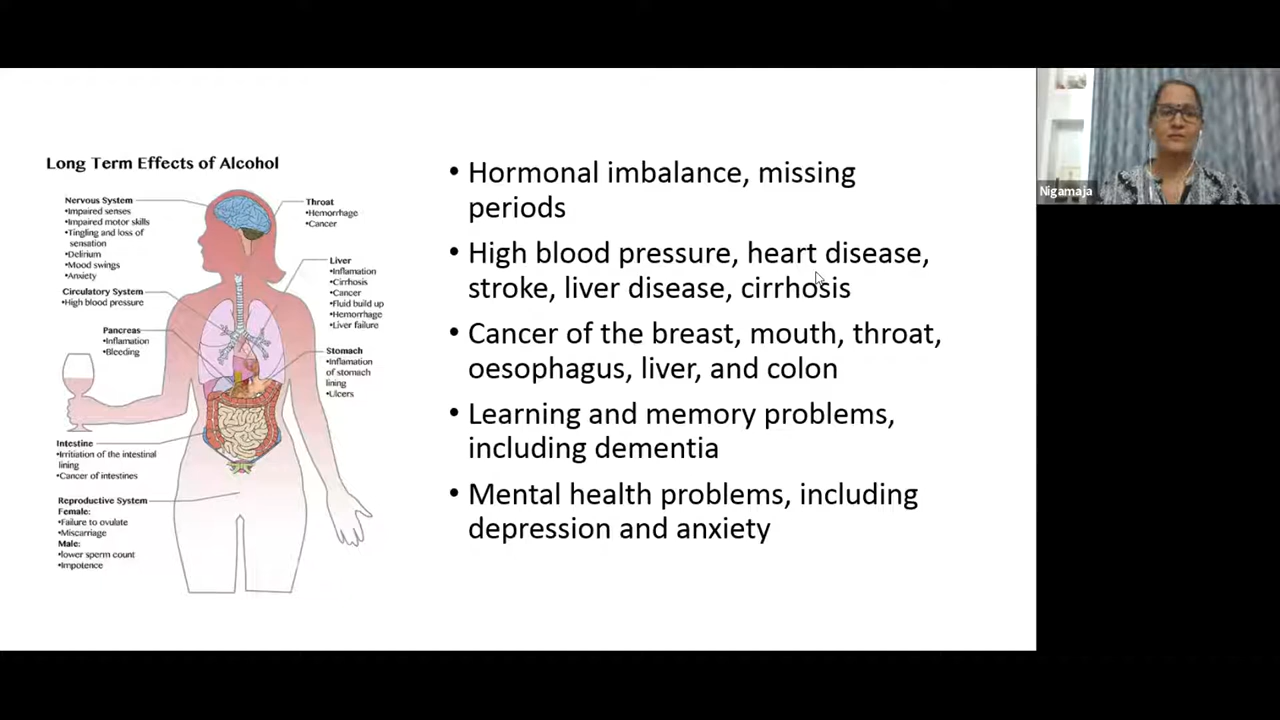 Long Term Effects of Alcohol
Nervous System
•Impaired senses
•Impaired motor skills
•Tingling and loss of
sensation
•Delirium
•Mood swings
•Anxiety
Circulatory System
•High blood pressure
Pancreas
•Inflamation
•Bleeding
Intestine
•Irritiation of the intestinal
lining
•Cancer of intestines
Reproductive System
Female:
•Failure to ovulate
•Miscarriage
Male:
•lower sperm count
•Impotence
Throat
•Hemorrhage
•Cancer
Liver
•Inflamation
•Cirrhosis
•Cancer
•Fluid build up
•Hemorrhage
•Liver failure
Stomach
•Inflamation
of stomach
lining
•Ulcers
• Hormonal imbalance, missing
periods
• High blood pressure, heart disease,
stroke, liver disease, cirrhosis
• Cancer of the breast, mouth, throat,
oesophagus, liver, and colon
• Learning and memory problems,
including dementia
• Mental health problems, including
depression and anxiety
Nigamaja